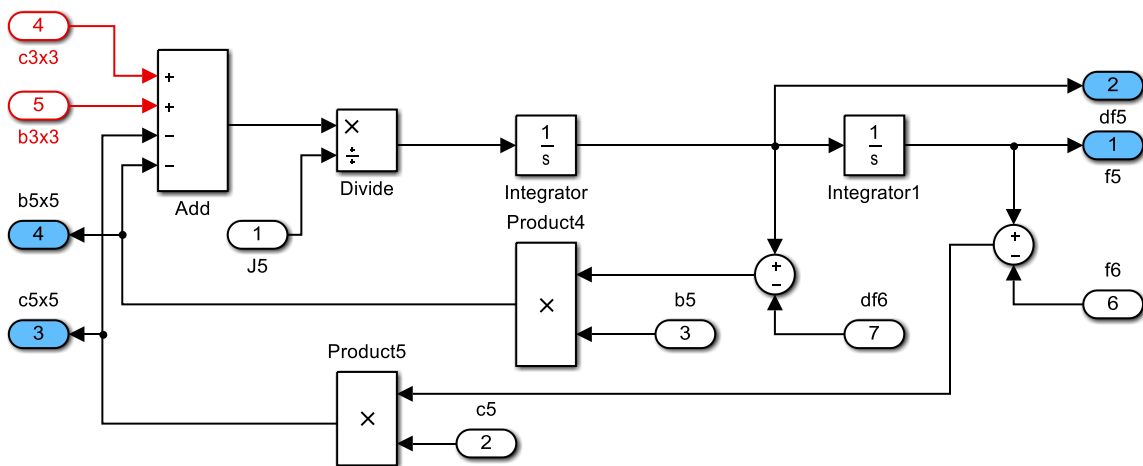 4
c3x3
5
b3x3
+
+
−
−
Add
×
÷
Divide
1
s
Integrator
1
s
Integrator1
2
df5
1
f5
b5x5
4
1
J5
Product4
×
+
−
+
−
b5
3
df6
7
f6
6
c5x5
3
Product5
×
c5
2